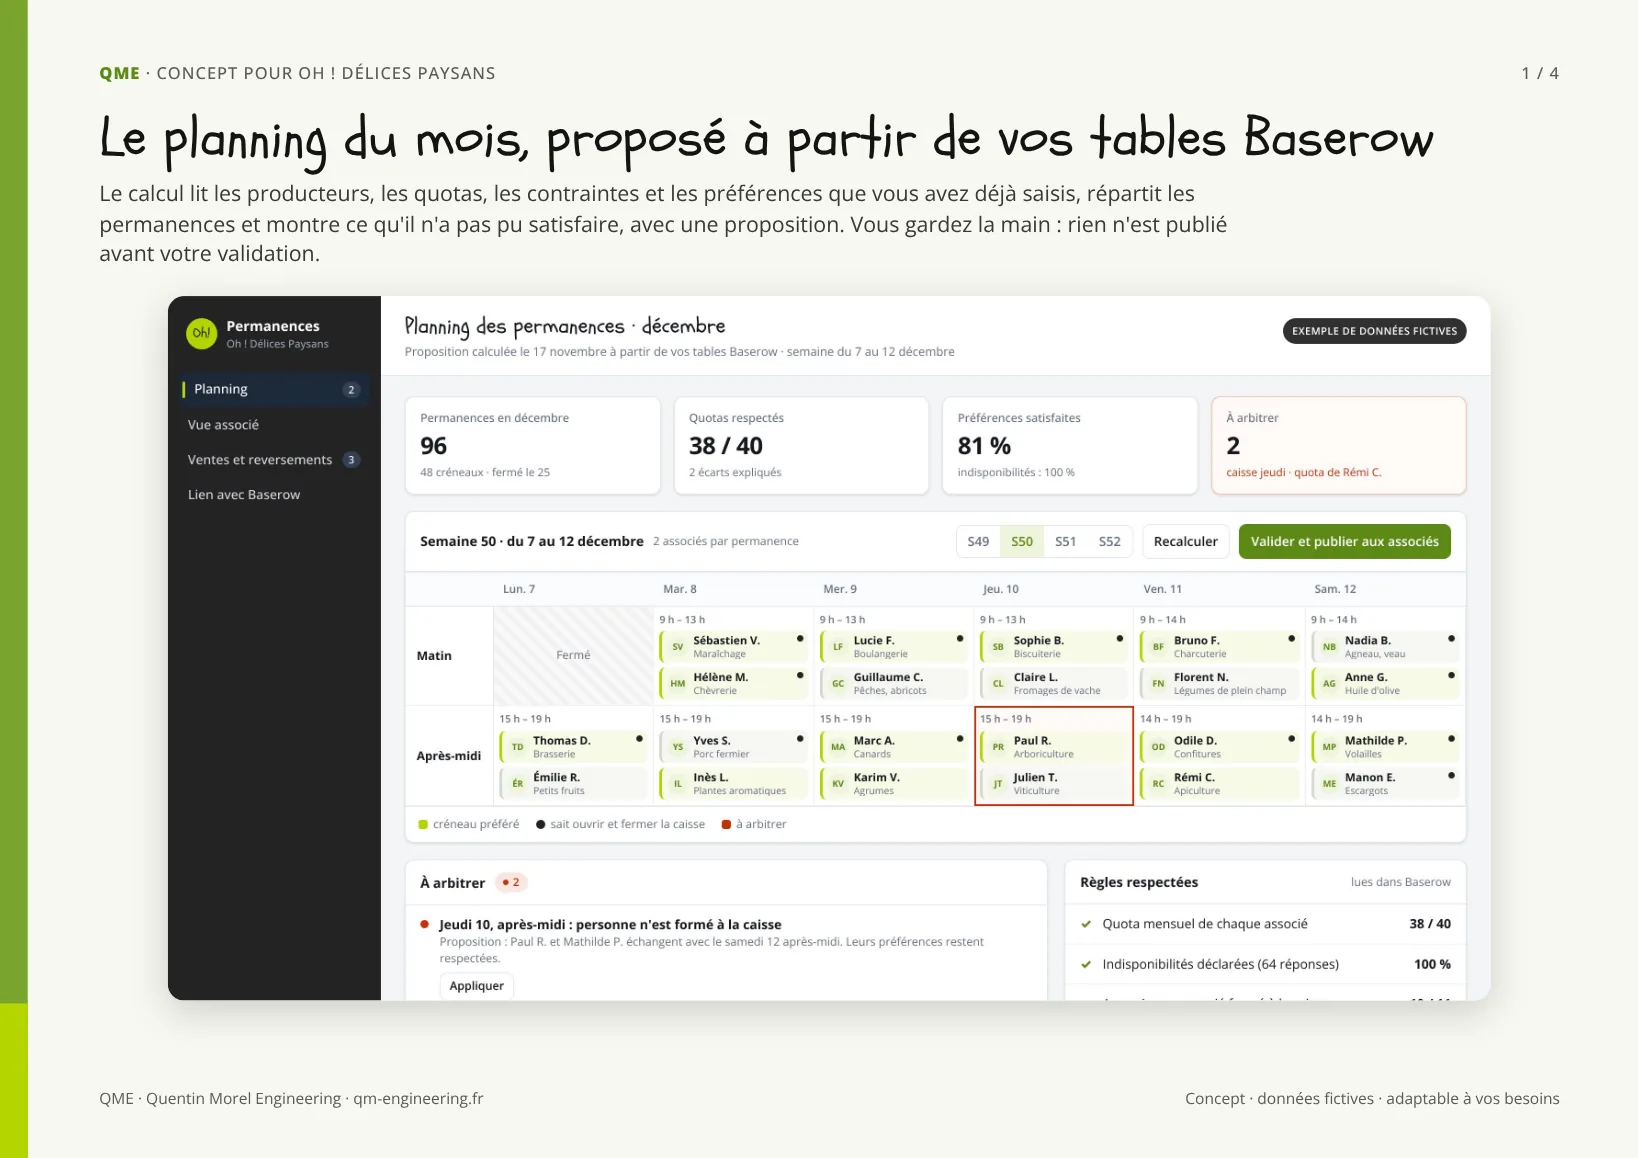 QME · CONCEPT POUR OH ! DÉLICES PAYSANS
1 / 4
Le planning du mois, proposé à partir de vos tables Baserow
Le calcul lit les producteurs, les quotas, les contraintes et les préférences que vous avez déjà saisis, répartit les
permanences et montre ce qu'il n'a pas pu satisfaire, avec une proposition. Vous gardez la main : rien n'est publié
avant votre validation.
Oh!
Permanences
Oh ! Délices Paysans
Planning 2
Vue associé
Ventes et reversements 3
Lien avec Baserow
Planning des permanences · décembre
Proposition calculée le 17 novembre à partir de vos tables Baserow · semaine du 7 au 12 décembre
EXEMPLE DE DONNÉES FICTIVES
Permanences en décembre
96
48 créneaux · fermé le 25
Quotas respectés
38 / 40
2 écarts expliqués
Préférences satisfaites
81 %
indisponibilités : 100 %
À arbitrer
2
caisse jeudi · quota de Rémi C.
Semaine 50 · du 7 au 12 décembre 2 associés par permanence
S49 S50 S51 S52
Recalculer
Valider et publier aux associés
Lun. 7 Mar. 8 Mer. 9 Jeu. 10 Ven. 11 Sam. 12
Matin
Fermé
9 h – 13 h
SV Sébastien V.
Maraîchage
HM Hélène M.
Chèvrerie
9 h – 13 h
LF Lucie F.
Boulangerie
GC Guillaume C.
Pêches, abricots
9 h – 13 h
SB Sophie B.
Biscuiterie
CL Claire L.
Fromages de vache
9 h – 14 h
BF Bruno F.
Charcuterie
FN Florent N.
Légumes de plein champ
9 h – 14 h
NB Nadia B.
Agneau, veau
AG Anne G.
Huile d'olive
Après-midi
15 h – 19 h
TD Thomas D.
Brasserie
ÉR Émilie R.
Petits fruits
15 h – 19 h
YS Yves S.
Porc fermier
IL Inès L.
Plantes aromatiques
15 h – 19 h
MA Marc A.
Canards
KV Karim V.
Agrumes
15 h – 19 h
PR Paul R.
Arboriculture
JT Julien T.
Viticulture
14 h – 19 h
OD Odile D.
Confitures
RC Rémi C.
Apiculture
14 h – 19 h
MP Mathilde P.
Volailles
ME Manon E.
Escargots
créneau préféré sait ouvrir et fermer la caisse à arbitrer
À arbitrer 2
Jeudi 10, après-midi : personne n'est formé à la caisse
Proposition : Paul R. et Mathilde P. échangent avec le samedi 12 après-midi. Leurs préférences restent
respectées.
Appliquer
Règles respectées
lues dans Baserow
Quota mensuel de chaque associé 38 / 40
Indisponibilités déclarées (64 réponses) 100 %
QME · Quentin Morel Engineering · qm-engineering.fr
Concept · données fictives · adaptable à vos besoins